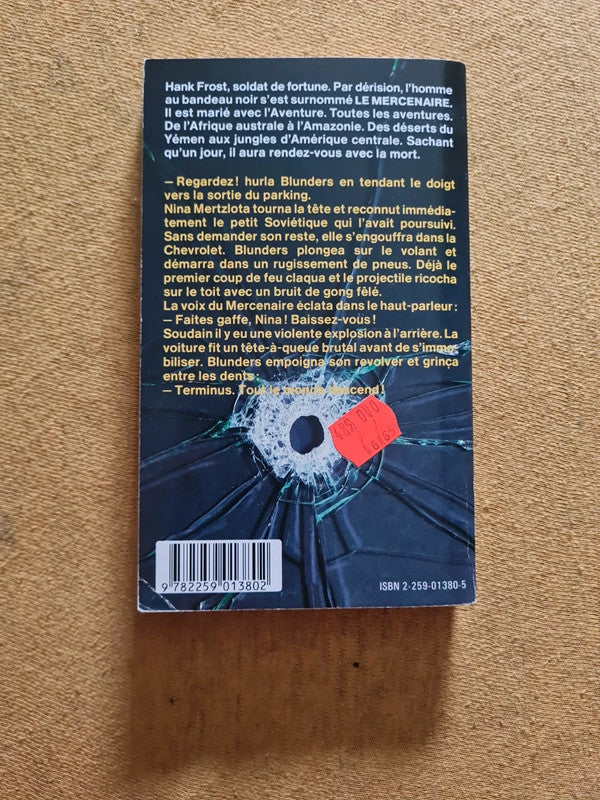 Hank Frost, soldat de fortune. Par dérision, l'homme
au bandeau noir s'est surnommé LE MERCENAIRE.
Il est marié avec l'Aventure. Toutes les aventures.
De l'Afrique australe à l'Amazonie. Des déserts du
Yémen aux jungles d'Amérique centrale. Sachant
qu'un jour, il aura rendez-vous avec la mort.
— Regardez! hurla Blunders en tendant le doigt
vers la sortie du parking.
Nina Mertzlota tourna la tête et reconnut immédia-
tement le petit Soviétique qui l'avait poursuivi.
Sans demander son reste, elle s'engouffra dans la
Chevrolet. Blunders plongea sur le volant et
démarra dans un rugissement de pneus. Déjà le
premier coup de feu claqua et le projectile ricocha
sur le toit avec un bruit de gong fêlé.
La voix du Mercenaire éclata dans le haut-parleur :
— Faites gaffe, Nina! Baissez-vous!
Soudain il y eu une violente explosion à l'arrière. La
voiture fit un tête-à-queue brutal avant de s'immo-
biliser. Blunders empoigna son revolver et grinça
entre les dents :
— Terminus. Tout le monde descend!
9 782259 013802
ISBN 2-259-01380-5